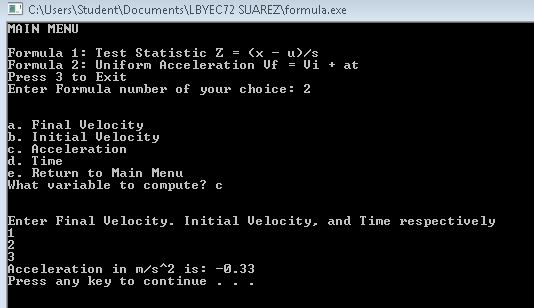 C:\Users\Student\Documents\LBYEC72 SUAREZ\formula.exe
MAIN MENU
Formula 1: Test Statistic Z = (x - u)/s
Formula 2: Uniform Acceleration Vf = Vi + at
Press 3 to Exit
Enter Formula number of your choice: 2
a. Final Velocity
b. Initial Velocity
c. Acceleration
d. Time
e. Return to Main Menu
What variable to compute? c
Enter Final Velocity. Initial Velocity, and Time respectively
1
2
3
Acceleration in m/s^2 is: -0.33
Press any key to continue . . .